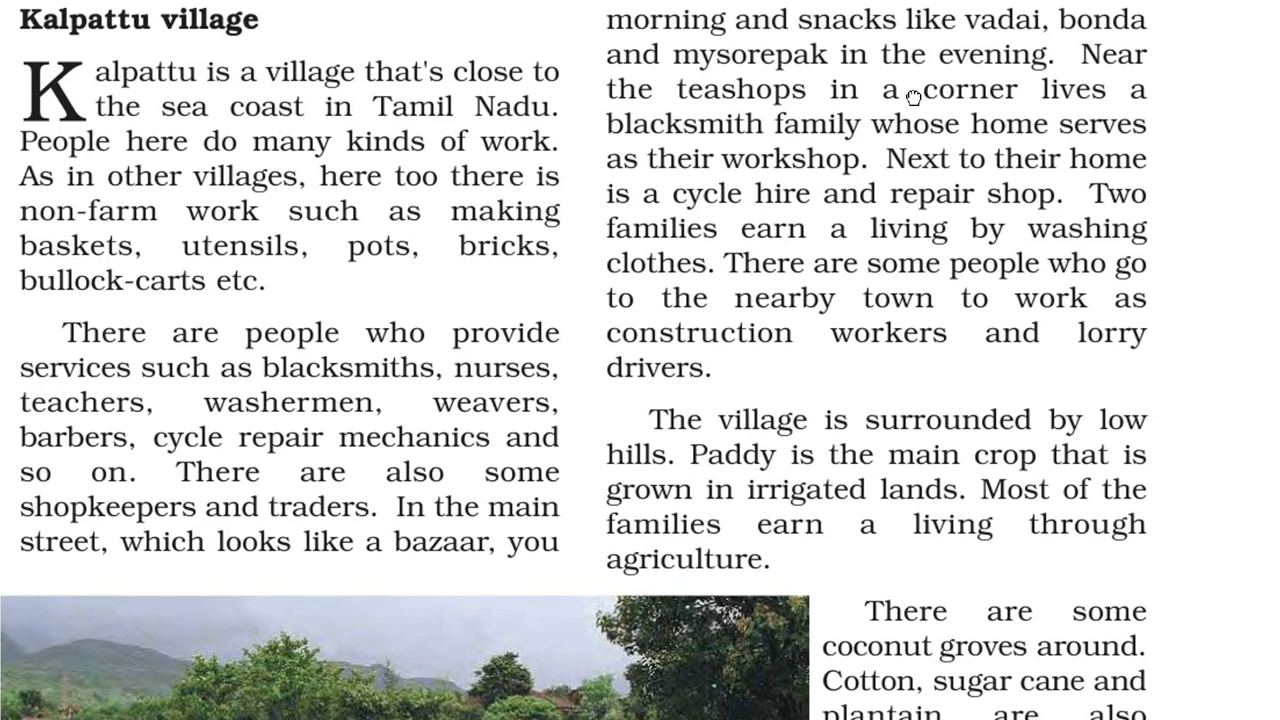 Kalpattu village
Kalpattu is a village that's close to
the sea coast in Tamil Nadu.
People here do many kinds of work.
As in other villages, here too there is
non-farm work such as making
baskets, utensils, pots, bricks,
bullock-carts etc.
There are people who provide
services such as blacksmiths, nurses,
teachers, washermen, weavers,
barbers, cycle repair mechanics and
so on. There are also some
shopkeepers and traders. In the main
street, which looks like a bazaar, you
morning and snacks like vadai, bonda
and mysorepak in the evening. Near
the teashops in a corner lives a
blacksmith family whose home serves
as their workshop. Next to their home
is a cycle hire and repair shop. Two
families earn a living by washing
clothes. There are some people who go
to the nearby town to work as
construction workers and lorry
drivers.
The village is surrounded by low
hills. Paddy is the main crop that is
grown in irrigated lands. Most of the
families earn a living through
agriculture.
There are some
coconut groves around.
Cotton, sugar cane and
plantain are also